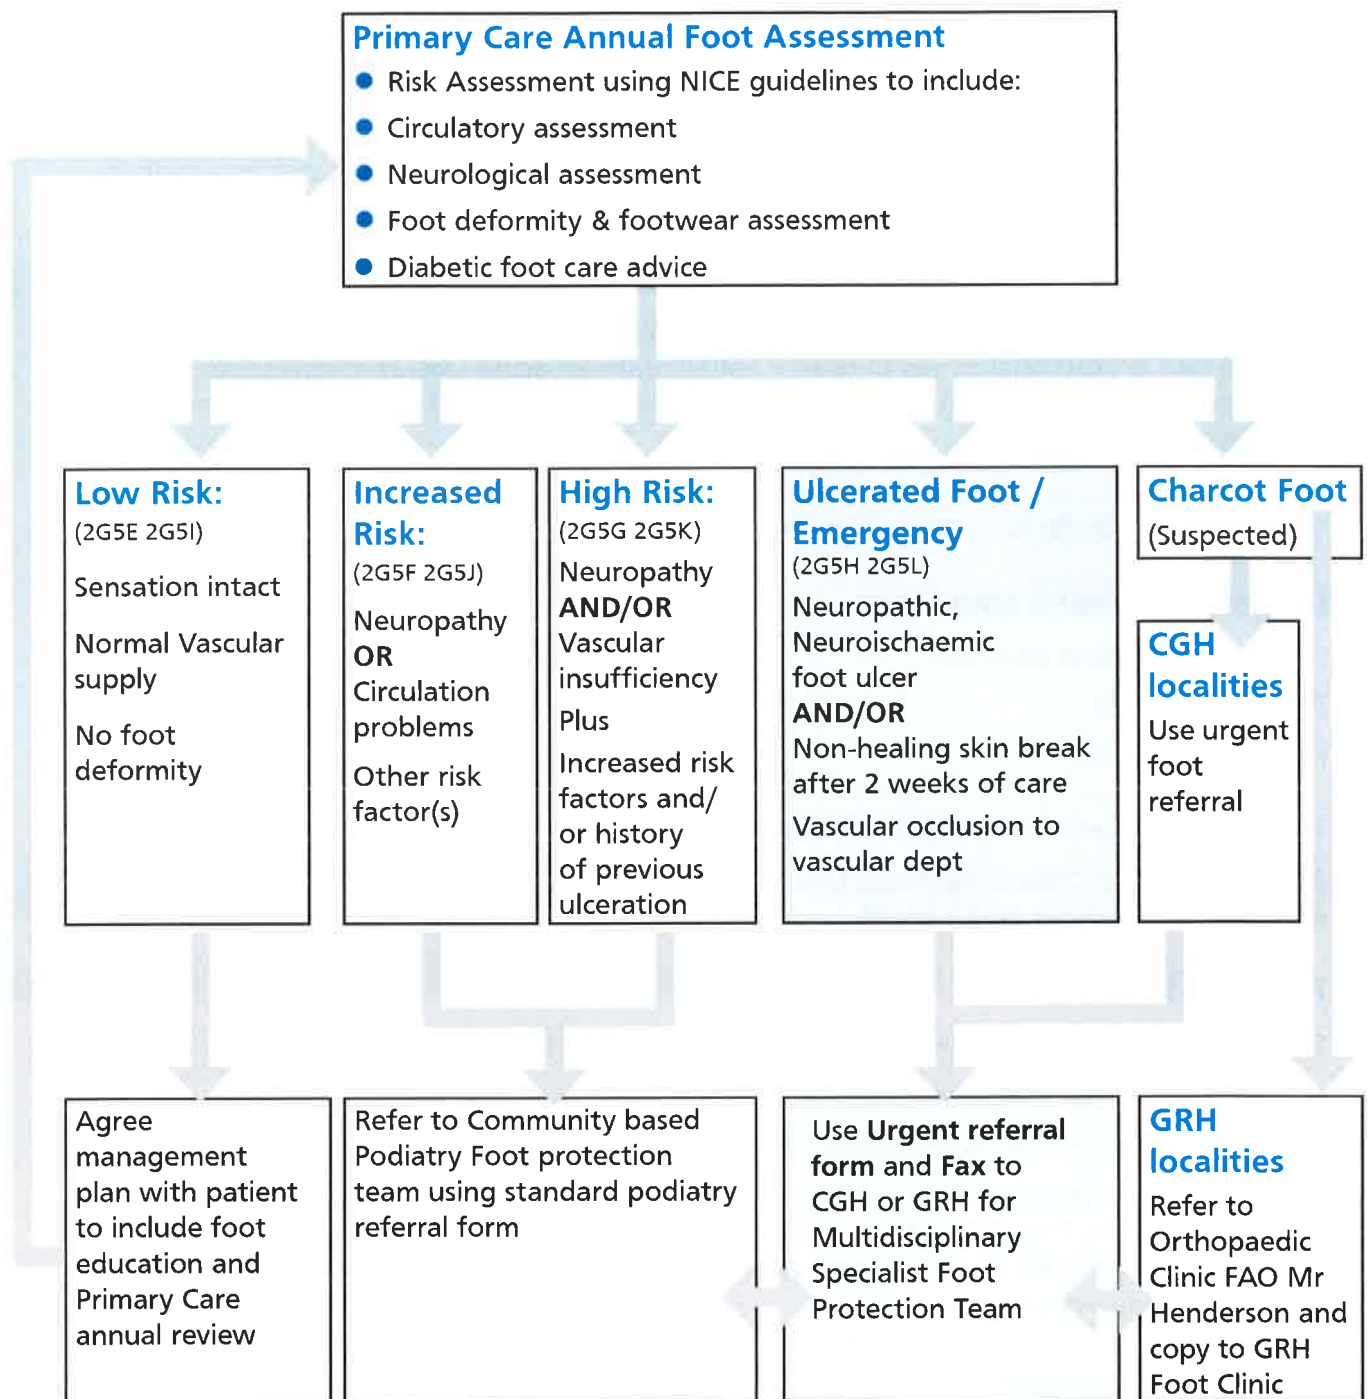 Primary Care Annual Foot Assessment
Risk Assessment using NICE guidelines to include:
Circulatory assessment
Neurological assessment
Foot deformity & footwear assessment
Diabetic foot care advice
Low Risk:
(2G5E 2G5I)
Sensation intact
Normal Vascular
supply
No foot
deformity
Increased
Risk:
(2G5F 2G5J)
Neuropathy
OR
Circulation
problems
Other risk
factor(s)
High Risk:
(2G5G 2G5K)
Neuropathy
AND/OR
Vascular
insufficiency
Plus
Increased risk
factors and/
or history
of previous
ulceration
Ulcerated Foot /
Emergency
(2G5H 2G5L)
Neuropathic,
Neuroischaemic
foot ulcer
AND/OR
Non-healing skin break
after 2 weeks of care
Vascular occlusion to
vascular dept
Charcot Foot
(Suspected)
CGH
localities
Use urgent
foot
referral
Agree
management
plan with patient
to include foot
education and
Primary Care
annual review
Refer to Community based
Podiatry Foot protection
team using standard podiatry
referral form
Use Urgent referral
form and Fax to
CGH or GRH for
Multidisciplinary
Specialist Foot
Protection Team
GRH
localities
Refer to
Orthopaedic
Clinic FAO Mr
Henderson and
copy to GRH
Foot Clinic